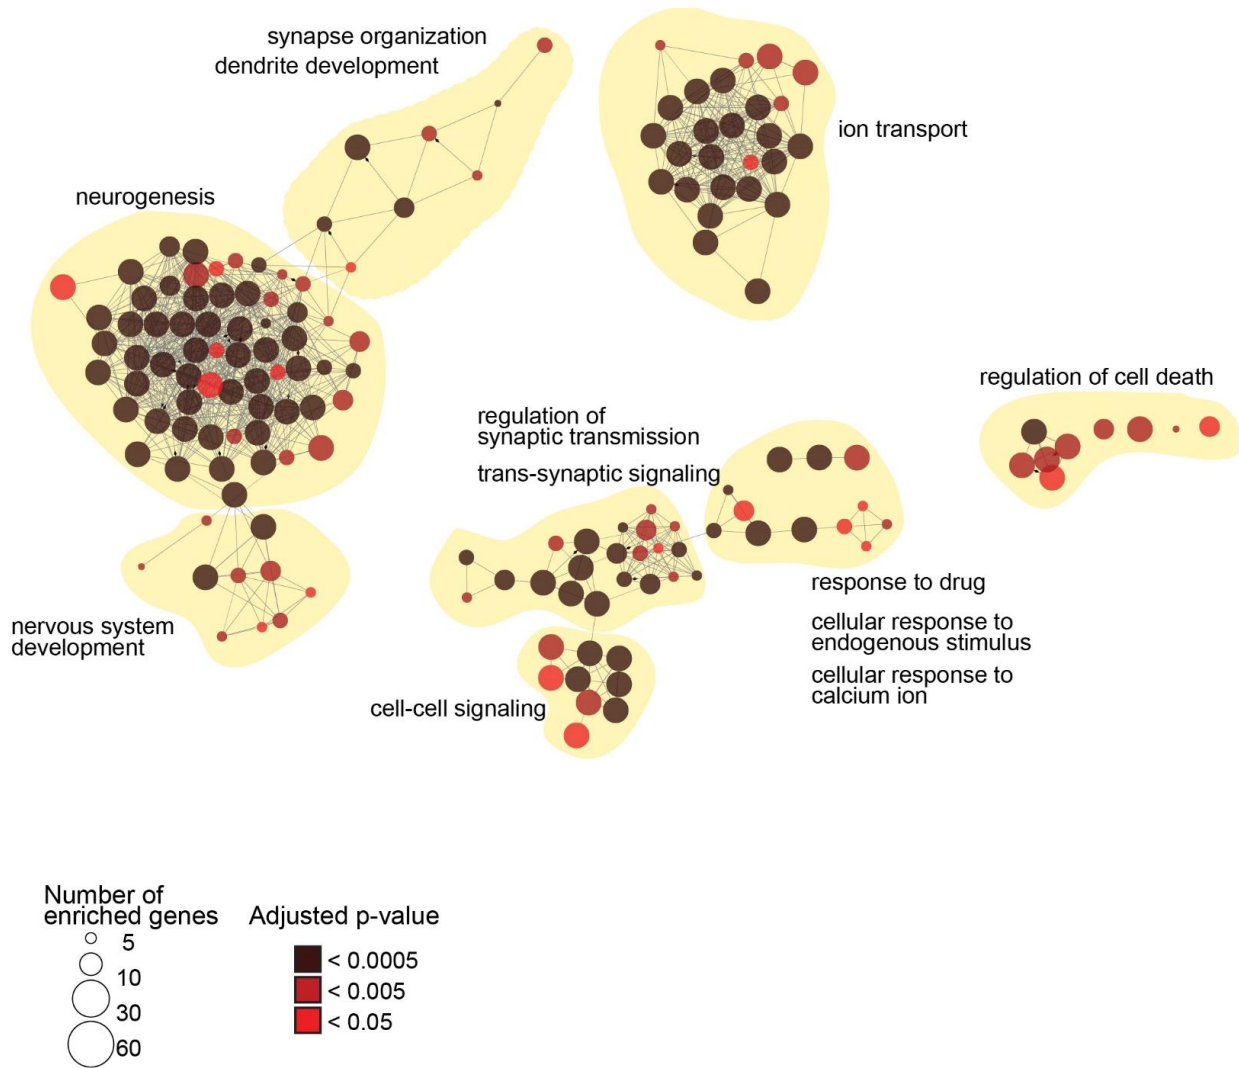 synapse organization
dendrite development
ion transport
neurogenesis
regulation of cell death
regulation of
synaptic transmission
trans-synaptic signaling
response to drug
cellular response to
endogenous stimulus
cellular response to
calcium ion
nervous system
development
cell-cell signaling
Number of
enriched genes
5
10
30
60
Adjusted p-value
< 0.0005
< 0.005
< 0.05